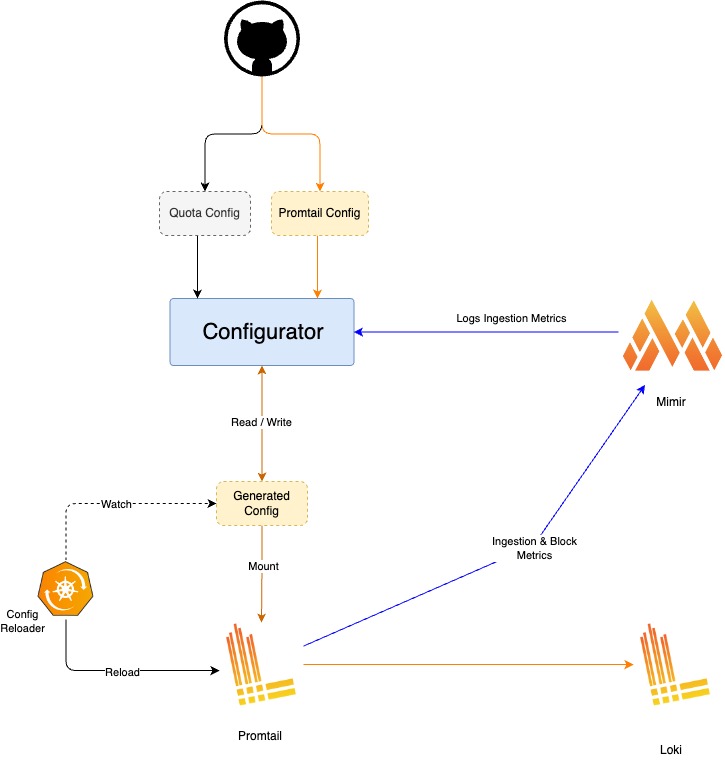 Quota Config
Promtail Config
Configurator
Logs Ingestion Metrics
Mimir
Read / Write
Generated
Config
Watch
Ingestion & Block
Metrics
Mount
Config
Reloader
Reload
Promtail
Loki